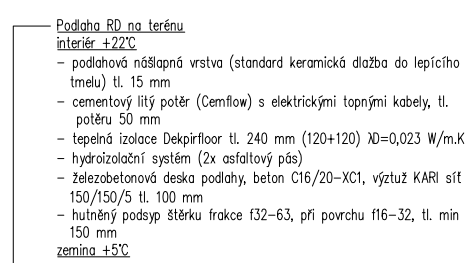 Podlaha RD na terénu
interiér +22°C
– podlahová nášlapná vrstva (standard keramická dlažba do lepícího
tmelu) tl. 15 mm
– cementový litý potěr (Cemflow) s elektrickými topnými kabely, tl.
potěru 50 mm
– tepelná izolace Dekpirfloor tl. 240 mm (120+120) λD=0,023 W/m.K
– hydroizolační systém (2x asfaltový pás)
– železobetonová deska podlahy, beton C16/20–XC1, výztuž KARI síť
150/150/5 tl. 100 mm
– hutněný podsyp štěrku frakce f32–63, při povrchu f16–32, tl. min
150 mm
zemina +5°C